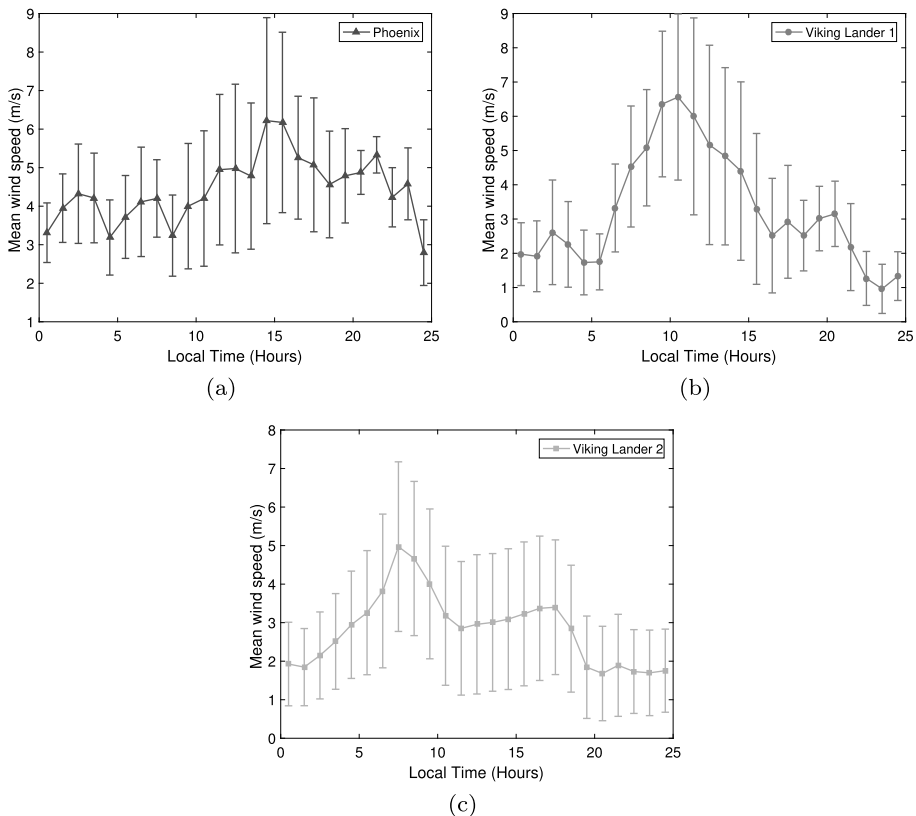 9
8
7
6
5
4
3
2
1
Mean wind speed (m/s)
Phoenix
0 5 10 15 20 25
Local Time (Hours)
(a)
9
8
7
6
5
4
3
2
1
0
Mean wind speed (m/s)
Viking Lander 1
0 5 10 15 20 25
Local Time (Hours)
(b)
8
7
6
5
4
3
2
1
0
Mean wind speed (m/s)
Viking Lander 2
0 5 10 15 20 25
Local Time (Hours)
(c)